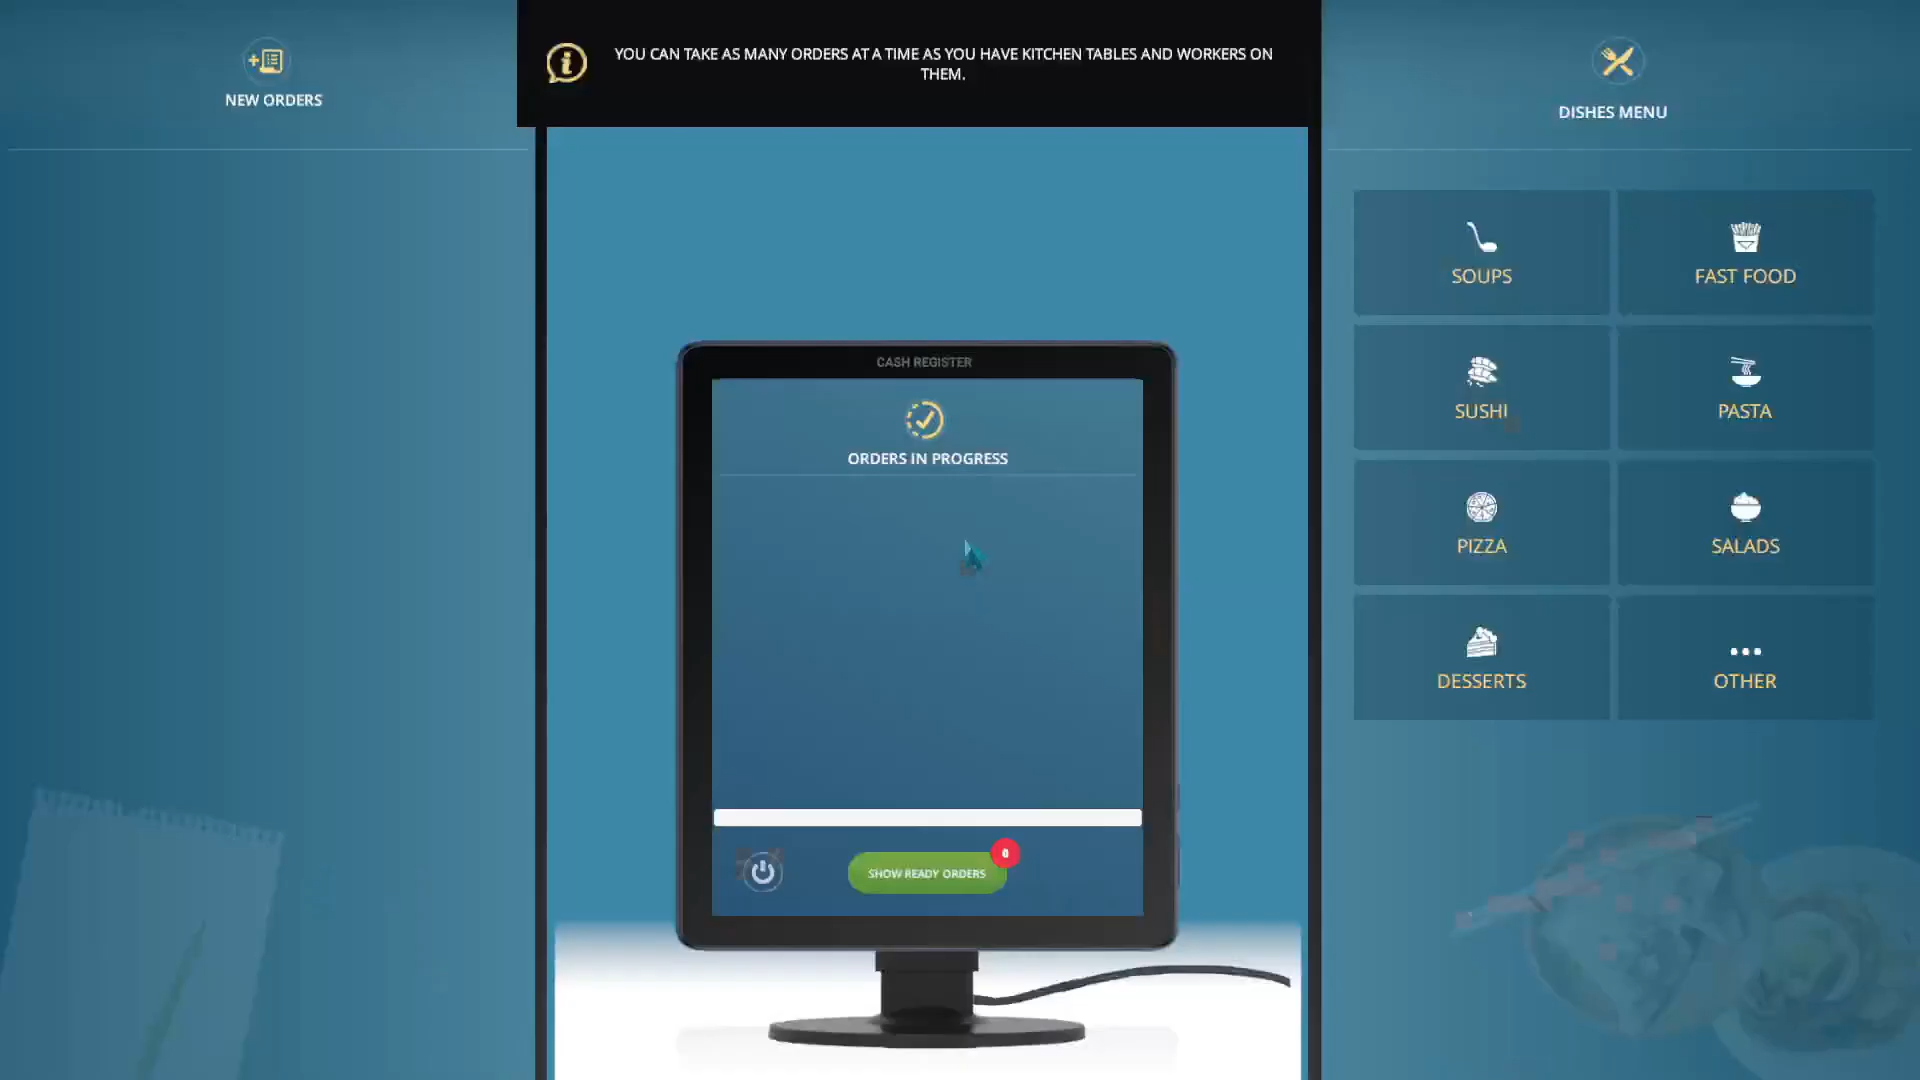 NEW ORDERS
YOU CAN TAKE AS MANY ORDERS AT A TIME AS YOU HAVE KITCHEN TABLES AND WORKERS ON
THEM.
DISHES MENU
SOUPS
FAST FOOD
SUSHI
PASTA
PIZZA
SALADS
DESSERTS
OTHER
CASH REGISTER
ORDERS IN PROGRESS
SHOW READY ORDERS
0